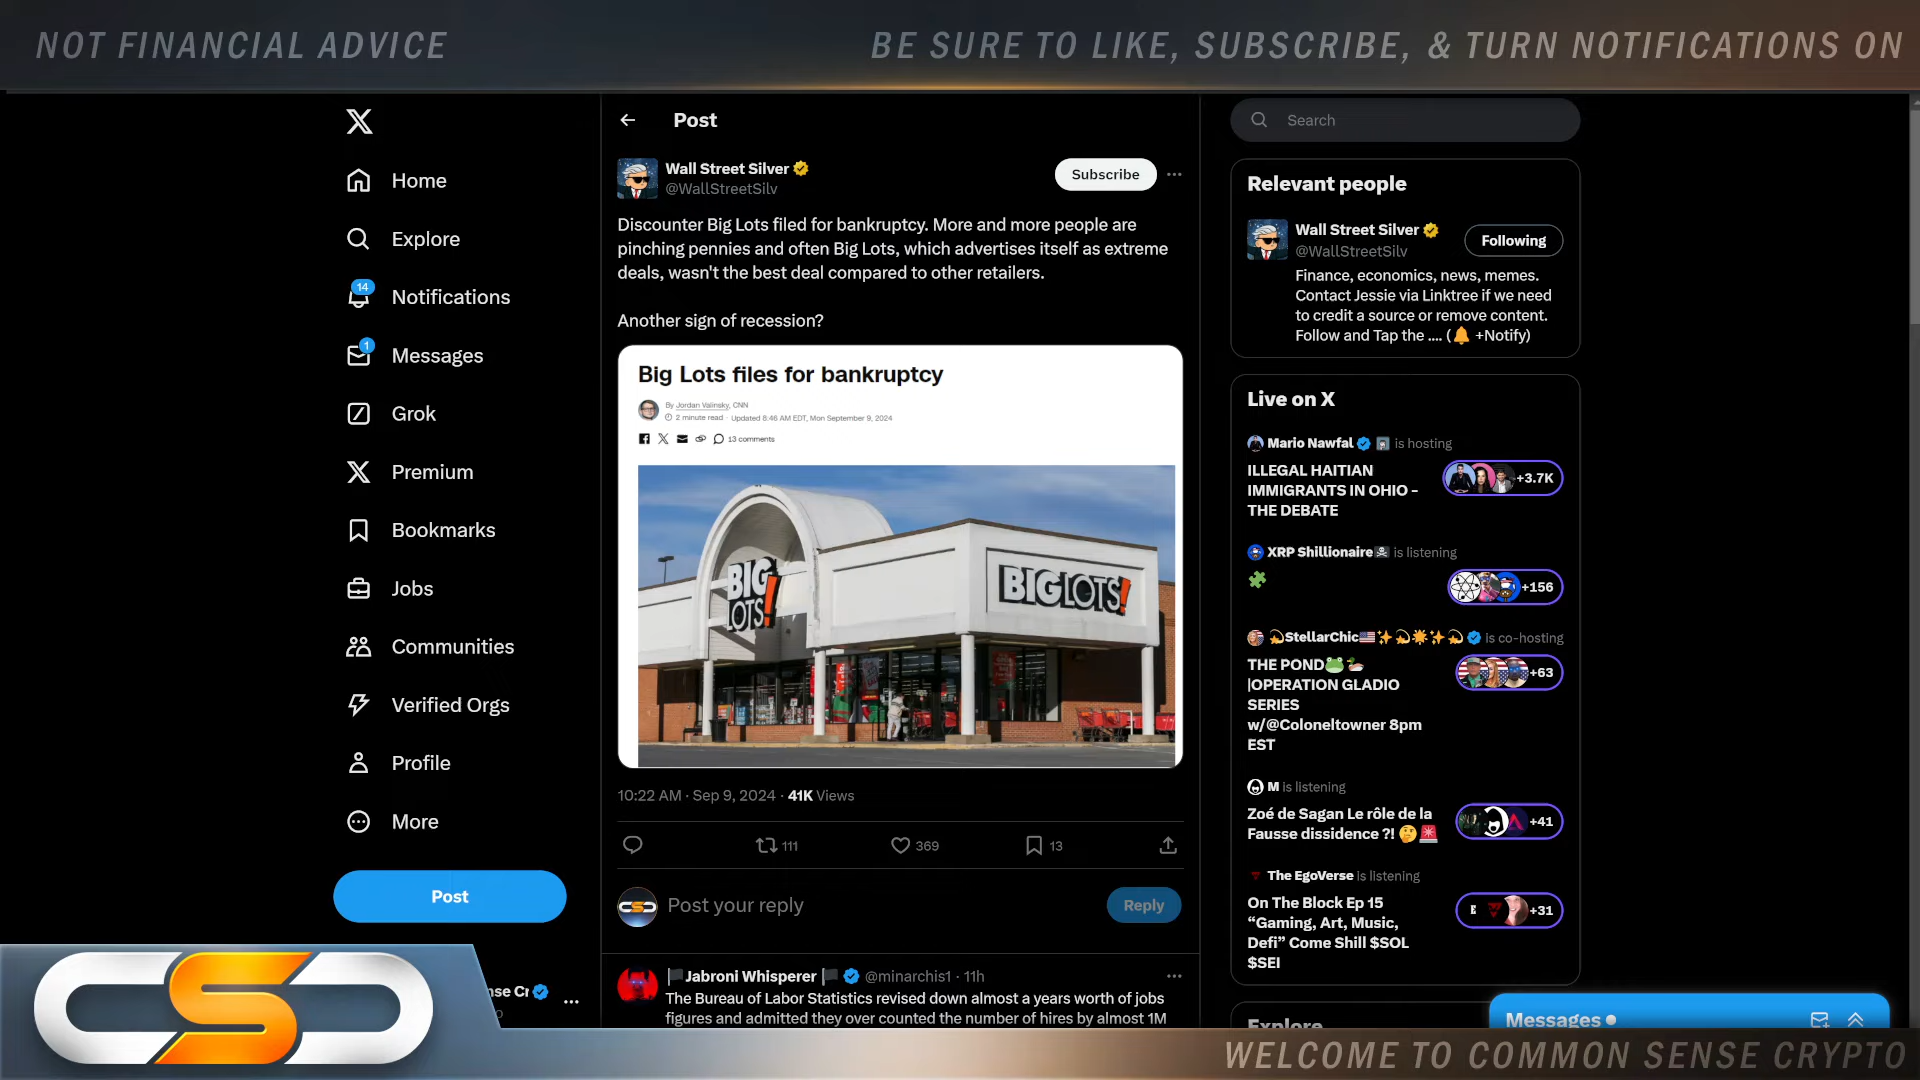 NOT FINANCIAL ADVICE
BE SURE TO LIKE, SUBSCRIBE, & TURN NOTIFICATIONS ON
Home
Explore
14
Notifications
1
Messages
Grok
Premium
Bookmarks
Jobs
Communities
Verified Orgs
Profile
More
Post
nse Cr
Post
Wall Street Silver
@WallStreetSilv
Subscribe
Discounter Big Lots filed for bankruptcy. More and more people are
pinching pennies and often Big Lots, which advertises itself as extreme
deals, wasn't the best deal compared to other retailers.
Another sign of recession?
Big Lots files for bankruptcy
By Jordan Valinsky, CNN
2 minute read · Updated 8:46 AM EDT, Mon September 9, 2024
13 comments
BIG
LOTS!
BIGLOTS!
10:22 AM · Sep 9, 2024 · 41K Views
111
369
13
Post your reply
Reply
Jabroni Whisperer
@minarchis1 · 11h
The Bureau of Labor Statistics revised down almost a years worth of jobs
figures and admitted they over counted the number of hires by almost 1M
Search
Relevant people
Wall Street Silver
@WallStreetSilv
Following
Finance, economics, news, memes.
Contact Jessie via Linktree if we need
to credit a source or remove content.
Follow and Tap the .... (🔔 +Notify)
Live on X
Mario Nawfal is hosting
ILLEGAL HAITIAN
IMMIGRANTS IN OHIO -
THE DEBATE
+3.7K
XRP Shillionaire is listening
+156
StellarChic is co-hosting
THE POND🐸🦆
|OPERATION GLADIO
SERIES
w/@Coloneltowner 8pm
EST
+63
M is listening
Zoé de Sagan Le rôle de la
Fausse dissidence ?! 🤔🚨
+41
The EgoVerse is listening
On The Block Ep 15
“Gaming, Art, Music,
Defi” Come Shill $SOL
$SEI
+31
Explore
Messages
CSC
WELCOME TO COMMON SENSE CRYPTO